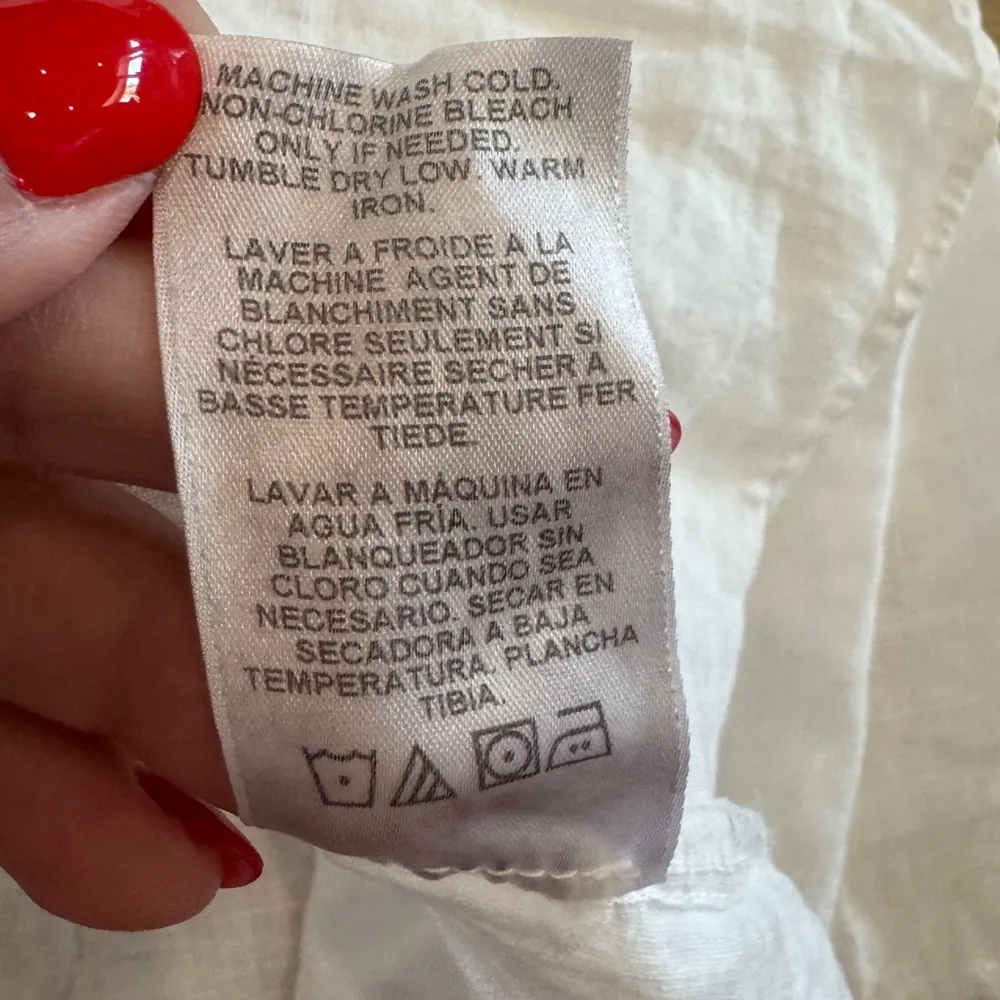 MACHINE WASH COLD.
NON-CHLORINE BLEACH
ONLY IF NEEDED.
TUMBLE DRY LOW. WARM
IRON.
LAVER A FROIDE A LA
MACHINE AGENT DE
BLANCHIMENT SANS
CHLORE SEULEMENT SI
NÉCESSAIRE SECHER A
BASSE TEMPERATURE FER
TIEDE.
LAVAR A MÁQUINA EN
AGUA FRÍA. USAR
BLANQUEADOR SIN
CLORO CUANDO SEA
NECESARIO. SECAR EN
SECADORA A BAJA
TEMPERATURA. PLANCHA
TIBIA.